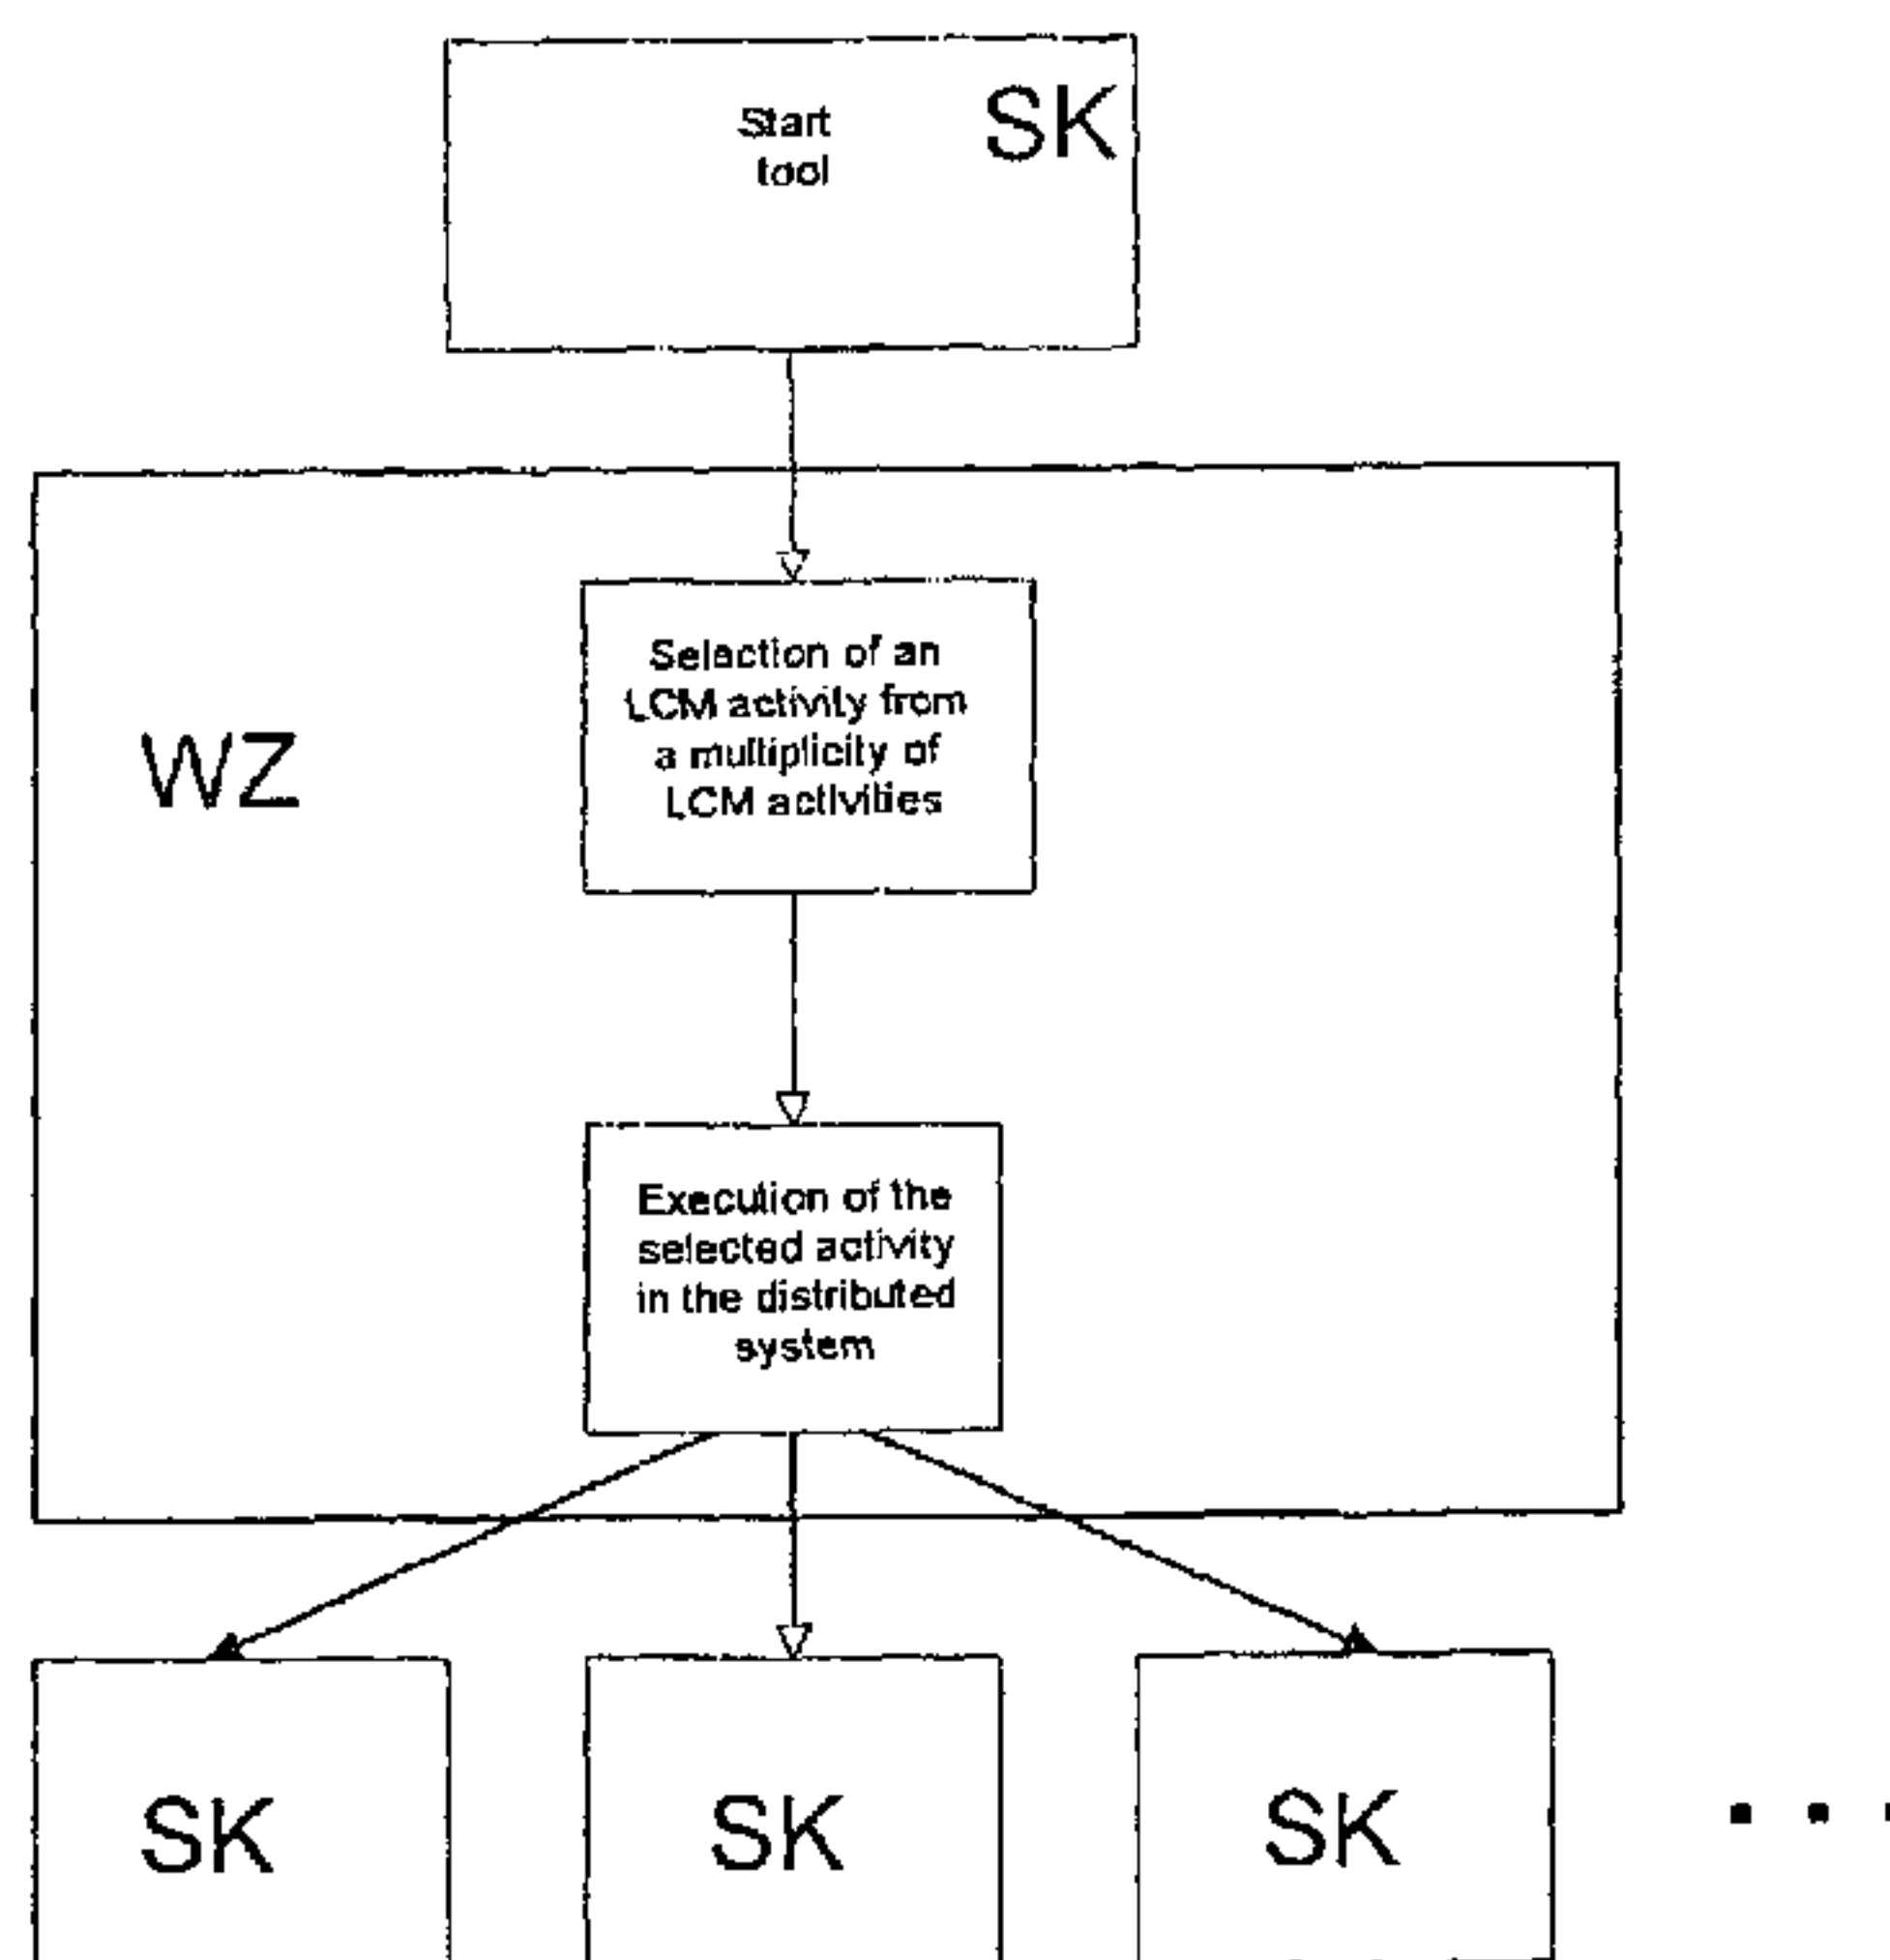 Start
tool
SK
WZ
Selection of an
LCM activity from
a multiplicity of
LCM activities
Execution of the
selected activity
in the distributed
system
SK
SK
SK
. . .